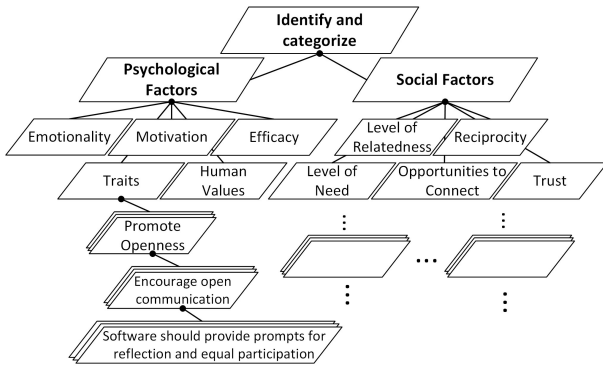 Identify and
categorize
Psychological
Factors
Social Factors
Emotionality
Motivation
Efficacy
Level of
Relatedness
Reciprocity
Traits
Human
Values
Level of
Need
Opportunities to
Connect
Trust
Promote
Openness
Encourage open
communication
Software should provide prompts for
reflection and equal participation